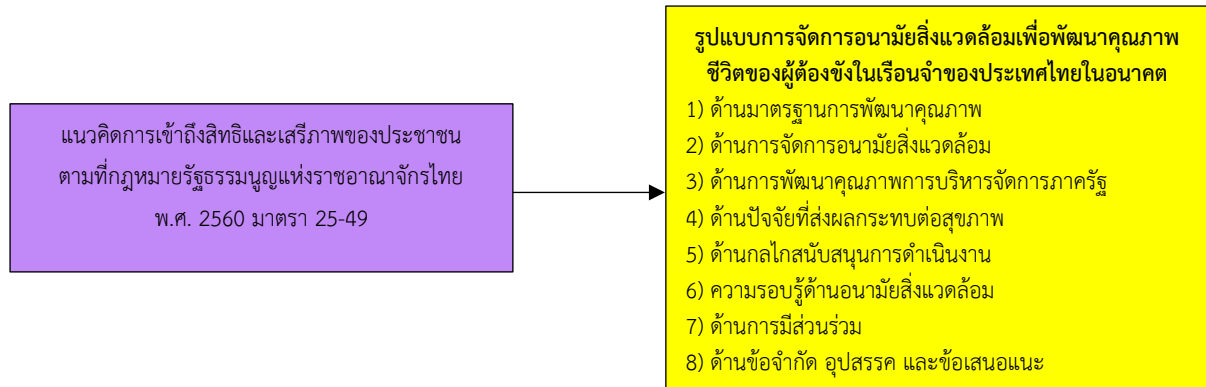 แนวคิดการเข้าถึงสิทธิและเสรีภาพของประชาชน
ตามที่กฎหมายรัฐธรรมนูญแห่งราชอาณาจักรไทย
พ.ศ. 2560 มาตรา 25-49
รูปแบบการจัดการอนามัยสิ่งแวดล้อมเพื่อพัฒนาคุณภาพ
ชีวิตของผู้ต้องขังในเรือนจำของประเทศไทยในอนาคต
1) ด้านมาตรฐานการพัฒนาคุณภาพ
2) ด้านการจัดการอนามัยสิ่งแวดล้อม
3) ด้านการพัฒนาคุณภาพการบริหารจัดการภาครัฐ
4) ด้านปัจจัยที่ส่งผลกระทบต่อสุขภาพ
5) ด้านกลไกสนับสนุนการดำเนินงาน
6) ความรอบรู้ด้านอนามัยสิ่งแวดล้อม
7) ด้านการมีส่วนร่วม
8) ด้านข้อจำกัด อุปสรรค และข้อเสนอแนะ